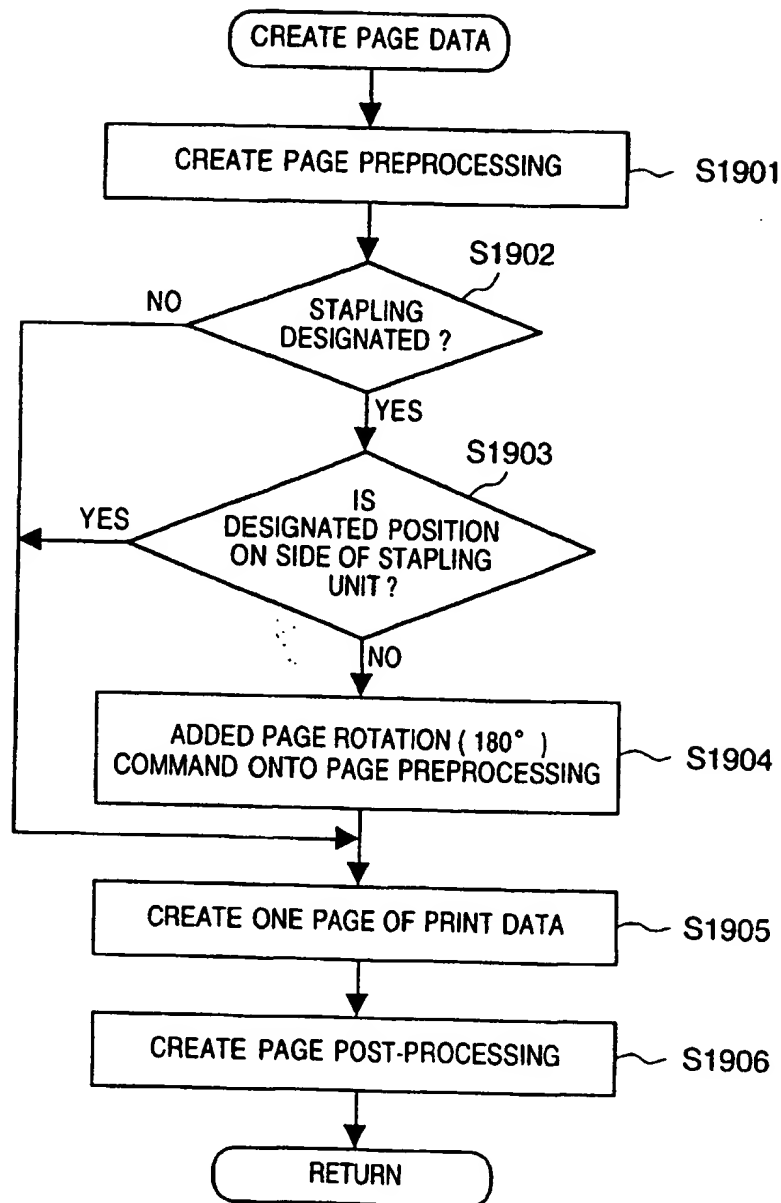 CREATE PAGE DATA
CREATE PAGE PREPROCESSING
S1901
S1902
NO
STAPLING
DESIGNATED ?
YES
S1903
YES
IS
DESIGNATED POSITION
ON SIDE OF STAPLING
UNIT ?
NO
ADDED PAGE ROTATION ( 180° )
COMMAND ONTO PAGE PREPROCESSING
S1904
CREATE ONE PAGE OF PRINT DATA
S1905
CREATE PAGE POST-PROCESSING
S1906
RETURN